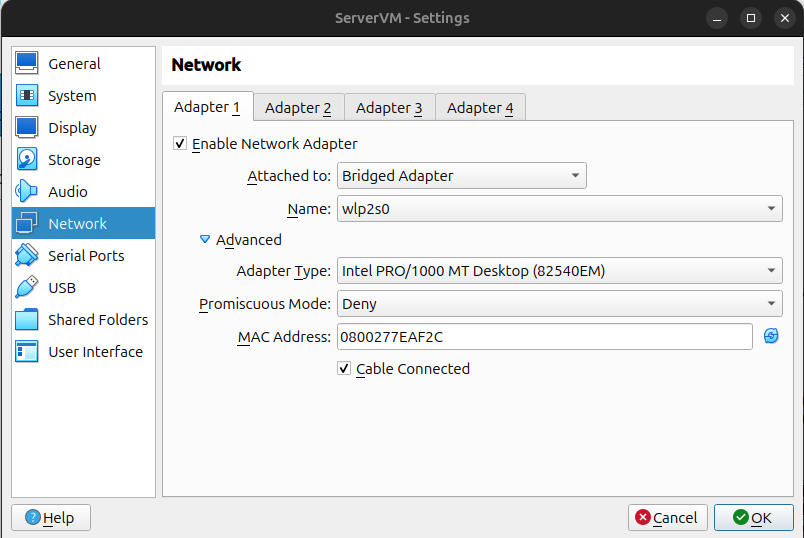 ServerVM - Settings
General
System
Display
Storage
Audio
Network
Serial Ports
USB
Shared Folders
User Interface
Network
Adapter 1 Adapter 2 Adapter 3 Adapter 4
Enable Network Adapter
Attached to: Bridged Adapter
Name: wlp2s0
Advanced
Adapter Type: Intel PRO/1000 MT Desktop (82540EM)
Promiscuous Mode: Deny
MAC Address: 0800277EAF2C
Cable Connected
Help Cancel OK